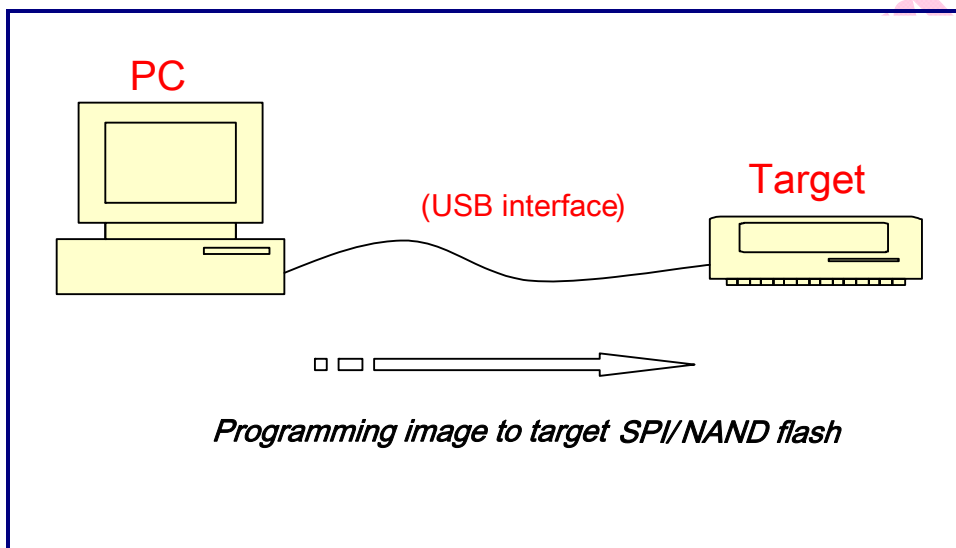 PC
Target
(USB interface)
Programming image to target SPI/NAND flash